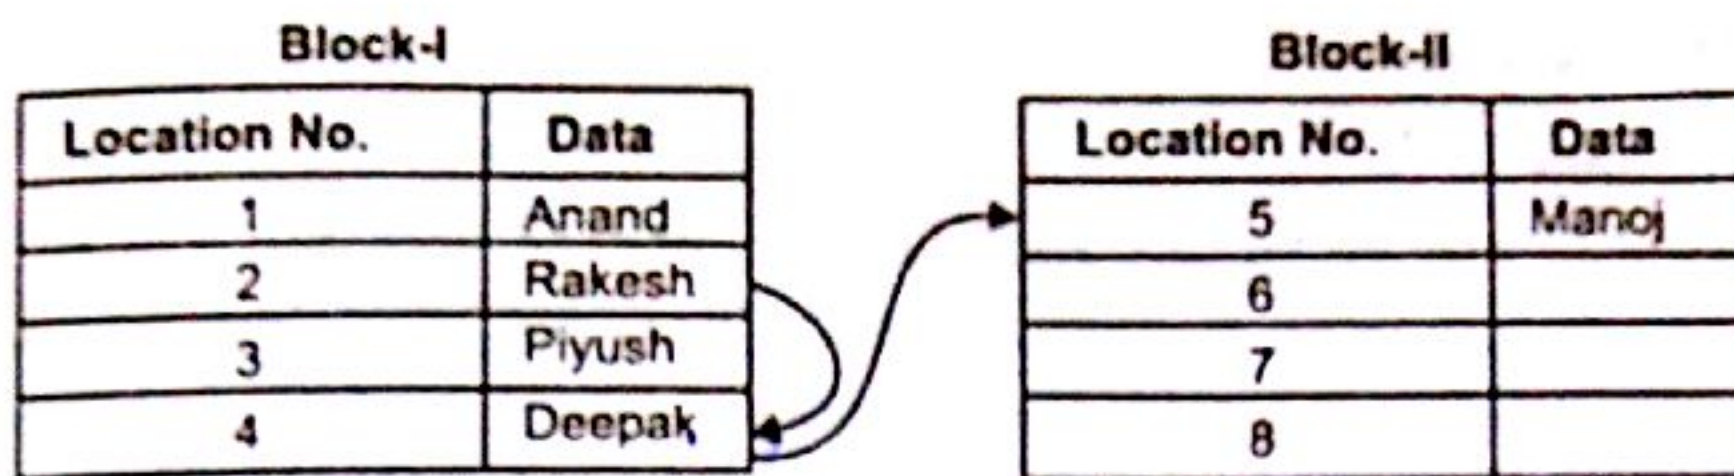 Block-I
Location No. Data
1 Anand
2 Rakesh
3 Piyush
4 Deepak
Block-II
Location No. Data
5 Manoj
6
7
8